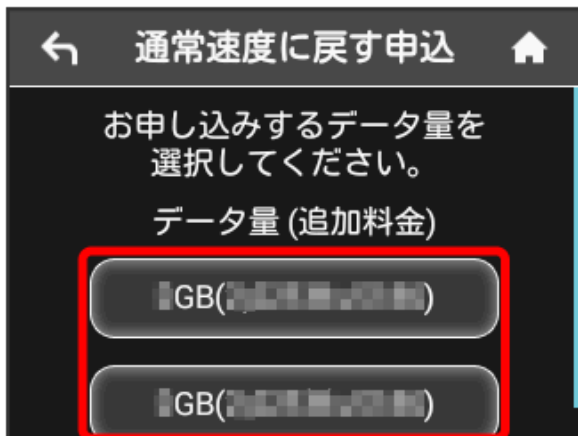 通常速度に戻す申込
お申し込みするデータ量を
選択してください。
データ量 (追加料金)
GB( )
GB( )